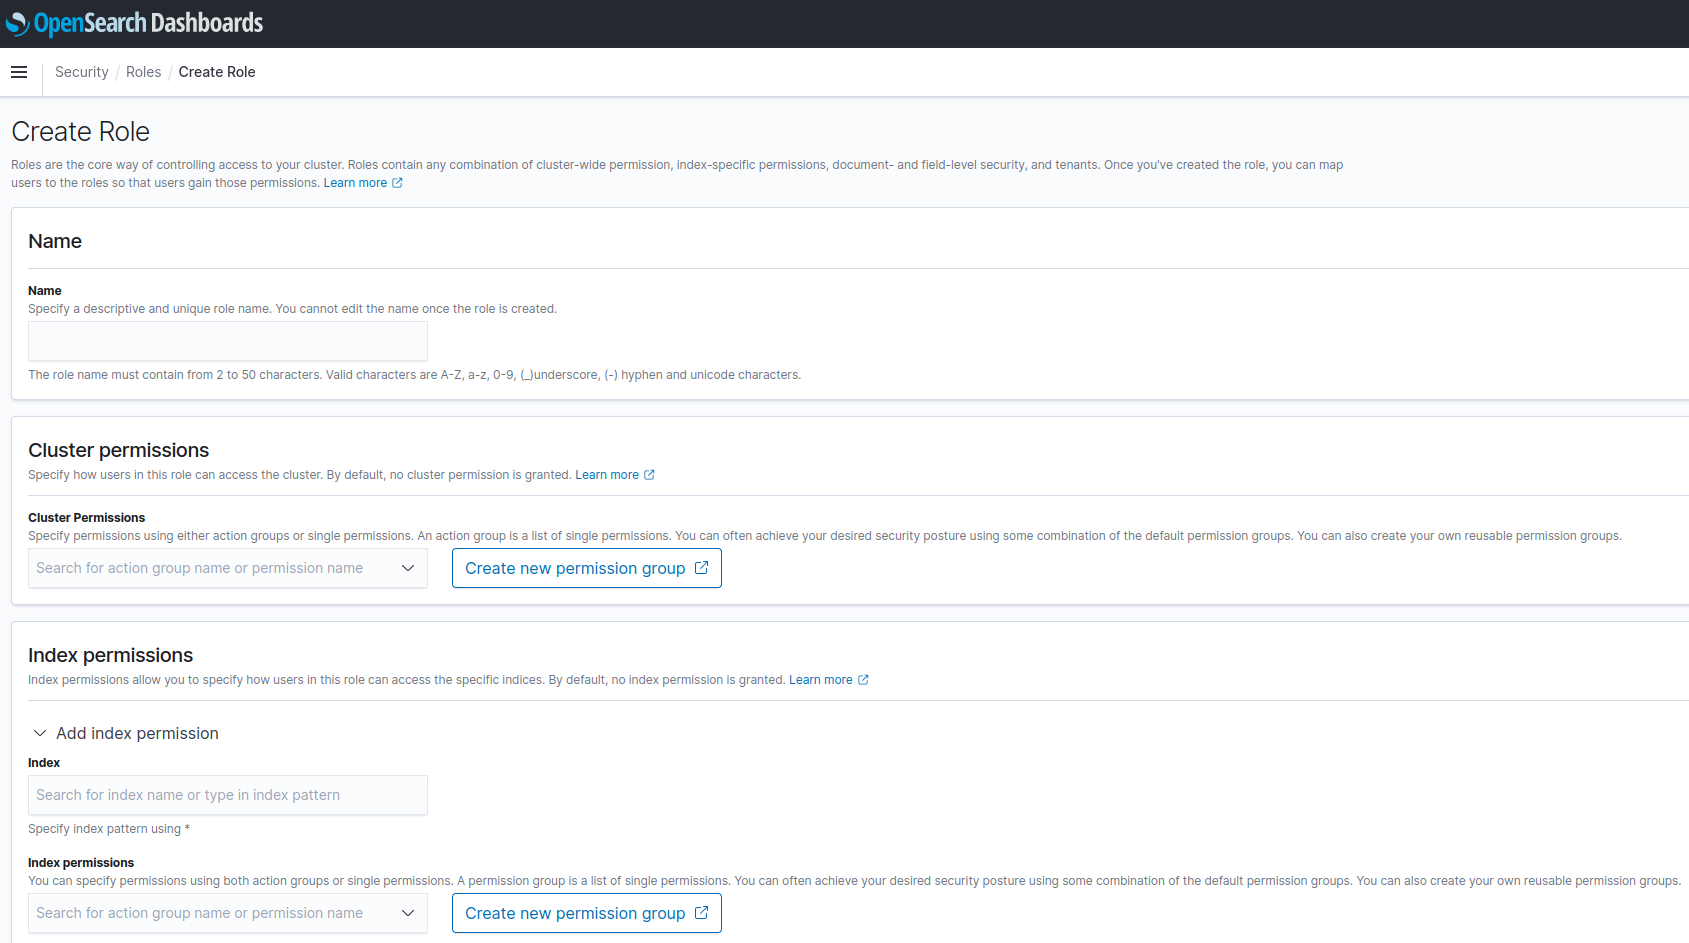 OpenSearch Dashboards
Security / Roles / Create Role
Create Role
Roles are the core way of controlling access to your cluster. Roles contain any combination of cluster-wide permission, index-specific permissions, document- and field-level security, and tenants. Once you've created the role, you can map
users to the roles so that users gain those permissions. Learn more
Name
Name
Specify a descriptive and unique role name. You cannot edit the name once the role is created.
The role name must contain from 2 to 50 characters. Valid characters are A-Z, a-z, 0-9, (_)underscore, (-) hyphen and unicode characters.
Cluster permissions
Specify how users in this role can access the cluster. By default, no cluster permission is granted. Learn more
Cluster Permissions
Specify permissions using either action groups or single permissions. An action group is a list of single permissions. You can often achieve your desired security posture using some combination of the default permission groups. You can also create your own reusable permission groups.
Search for action group name or permission name
Create new permission group
Index permissions
Index permissions allow you to specify how users in this role can access the specific indices. By default, no index permission is granted. Learn more
Add index permission
Index
Search for index name or type in index pattern
Specify index pattern using *
Index permissions
You can specify permissions using both action groups or single permissions. A permission group is a list of single permissions. You can often achieve your desired security posture using some combination of the default permission groups. You can also create your own reusable permission groups.
Search for action group name or permission name
Create new permission group